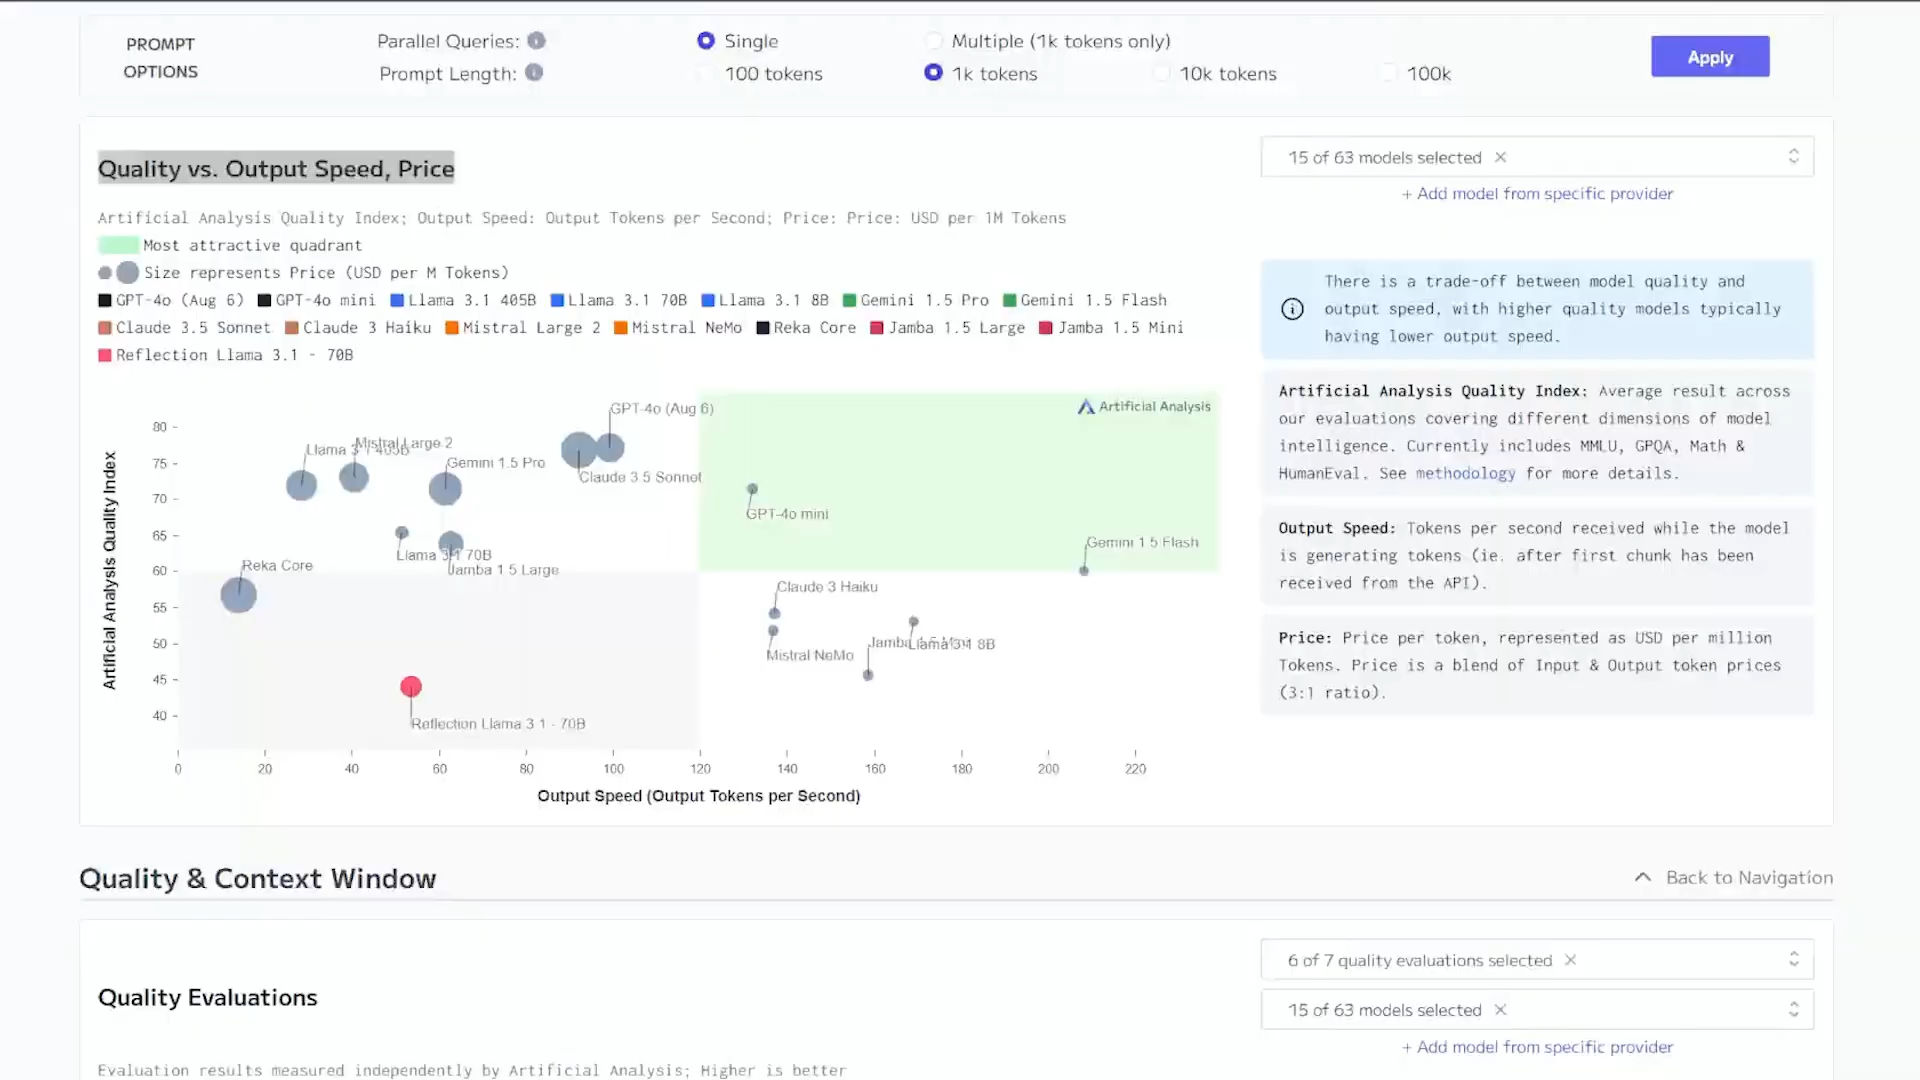 PROMPT OPTIONS
Parallel Queries: Single Multiple (1k tokens only)
Prompt Length: 100 tokens 1k tokens 10k tokens 100k
Apply
Quality vs. Output Speed, Price
Artificial Analysis Quality Index; Output Speed: Output Tokens per Second; Price: Price: USD per 1M Tokens
Most attractive quadrant
Size represents Price (USD per M Tokens)
GPT-4o (Aug 6) GPT-4o mini Llama 3.1 405B Llama 3.1 70B Llama 3.1 8B Gemini 1.5 Pro Gemini 1.5 Flash
Claude 3.5 Sonnet Claude 3 Haiku Mistral Large 2 Mistral NeMo Reka Core Jamba 1.5 Large Jamba 1.5 Mini
Reflection Llama 3.1 - 70B
Artificial Analysis Quality Index
80
75
70
65
60
55
50
45
40
GPT-4o (Aug 6)
Artificial Analysis
Mistral Large 2
Llama 3.1 405B
Gemini 1.5 Pro
Claude 3.5 Sonnet
GPT-4o mini
Gemini 1.5 Flash
Llama 3.1 70B
Jamba 1.5 Large
Reka Core
Claude 3 Haiku
Jamba 1.5 Mini
Llama 3.1 8B
Mistral NeMo
Reflection Llama 3.1 - 70B
0 20 40 60 80 100 120 140 160 180 200 220
Output Speed (Output Tokens per Second)
15 of 63 models selected
+ Add model from specific provider
There is a trade-off between model quality and
output speed, with higher quality models typically
having lower output speed.
Artificial Analysis Quality Index: Average result across
our evaluations covering different dimensions of model
intelligence. Currently includes MMLU, GPQA, Math &
HumanEval. See methodology for more details.
Output Speed: Tokens per second received while the model
is generating tokens (ie. after first chunk has been
received from the API).
Price: Price per token, represented as USD per million
Tokens. Price is a blend of Input & Output token prices
(3:1 ratio).
Quality & Context Window
Back to Navigation
Quality Evaluations
6 of 7 quality evaluations selected
15 of 63 models selected
+ Add model from specific provider
Evaluation results measured independently by Artificial Analysis; Higher is better